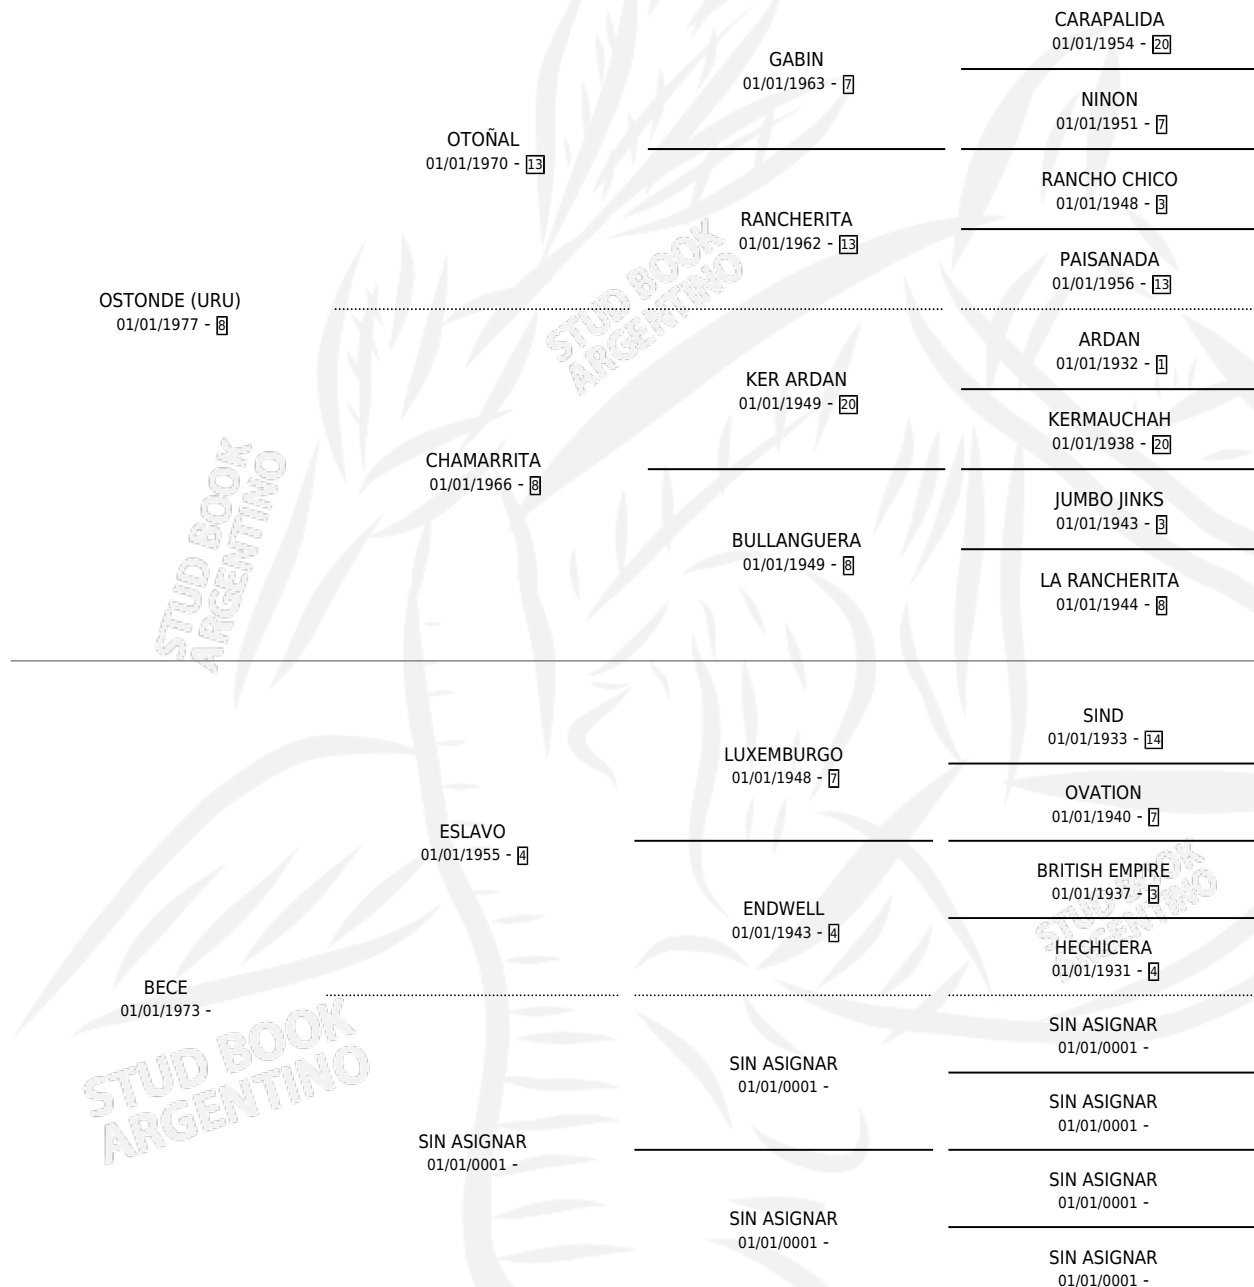 CARAPALIDA
01/01/1954 - 20
GABIN
01/01/1963 - 7
NINON
01/01/1951 - 7
OTOÑAL
01/01/1970 - 13
RANCHO CHICO
01/01/1948 - 3
RANCHERITA
01/01/1962 - 13
PAISANADA
01/01/1956 - 13
OSTONDE (URU)
01/01/1977 - 8
ARDAN
01/01/1932 - 1
KER ARDAN
01/01/1949 - 20
KERMAUCHAH
01/01/1938 - 20
CHAMARRITA
01/01/1966 - 8
JUMBO JINKS
01/01/1943 - 3
BULLANGUERA
01/01/1949 - 8
LA RANCHERITA
01/01/1944 - 8
STUD BOOK
ARGENTINO
STUD BOOK
ARGENTINO
SIND
01/01/1933 - 14
LUXEMBURGO
01/01/1948 - 7
OVATION
01/01/1940 - 7
ESLAVO
01/01/1955 - 4
BRITISH EMPIRE
01/01/1937 - 3
ENDWELL
01/01/1943 - 4
HECHICERA
01/01/1931 - 4
STUD BOOK
ARGENTINO
BECE
01/01/1973 -
SIN ASIGNAR
01/01/0001 -
SIN ASIGNAR
01/01/0001 -
SIN ASIGNAR
01/01/0001 -
SIN ASIGNAR
01/01/0001 -
SIN ASIGNAR
01/01/0001 -
SIN ASIGNAR
01/01/0001 -
SIN ASIGNAR
01/01/0001 -
STUD BOOK
ARGENTINO